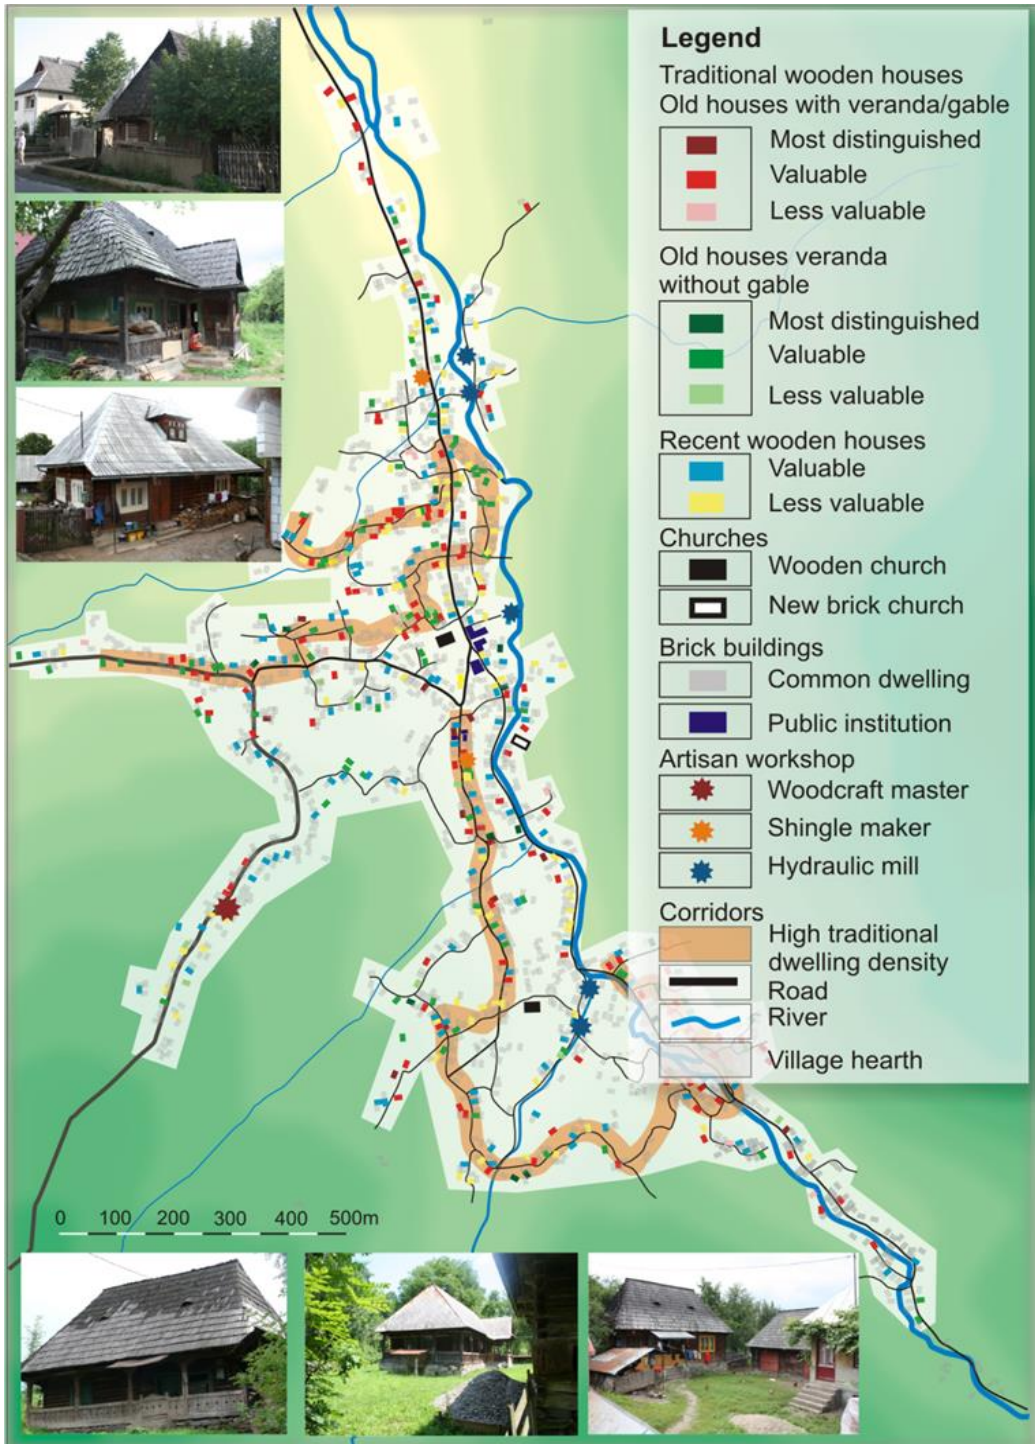 Legend
Traditional wooden houses
Old houses with veranda/gable
Most distinguished
Valuable
Less valuable
Old houses veranda
without gable
Most distinguished
Valuable
Less valuable
Recent wooden houses
Valuable
Less valuable
Churches
Wooden church
New brick church
Brick buildings
Common dwelling
Public institution
Artisan workshop
Woodcraft master
Shingle maker
Hydraulic mill
Corridors
High traditional
dwelling density
Road
River
Village hearth
0 100 200 300 400 500m